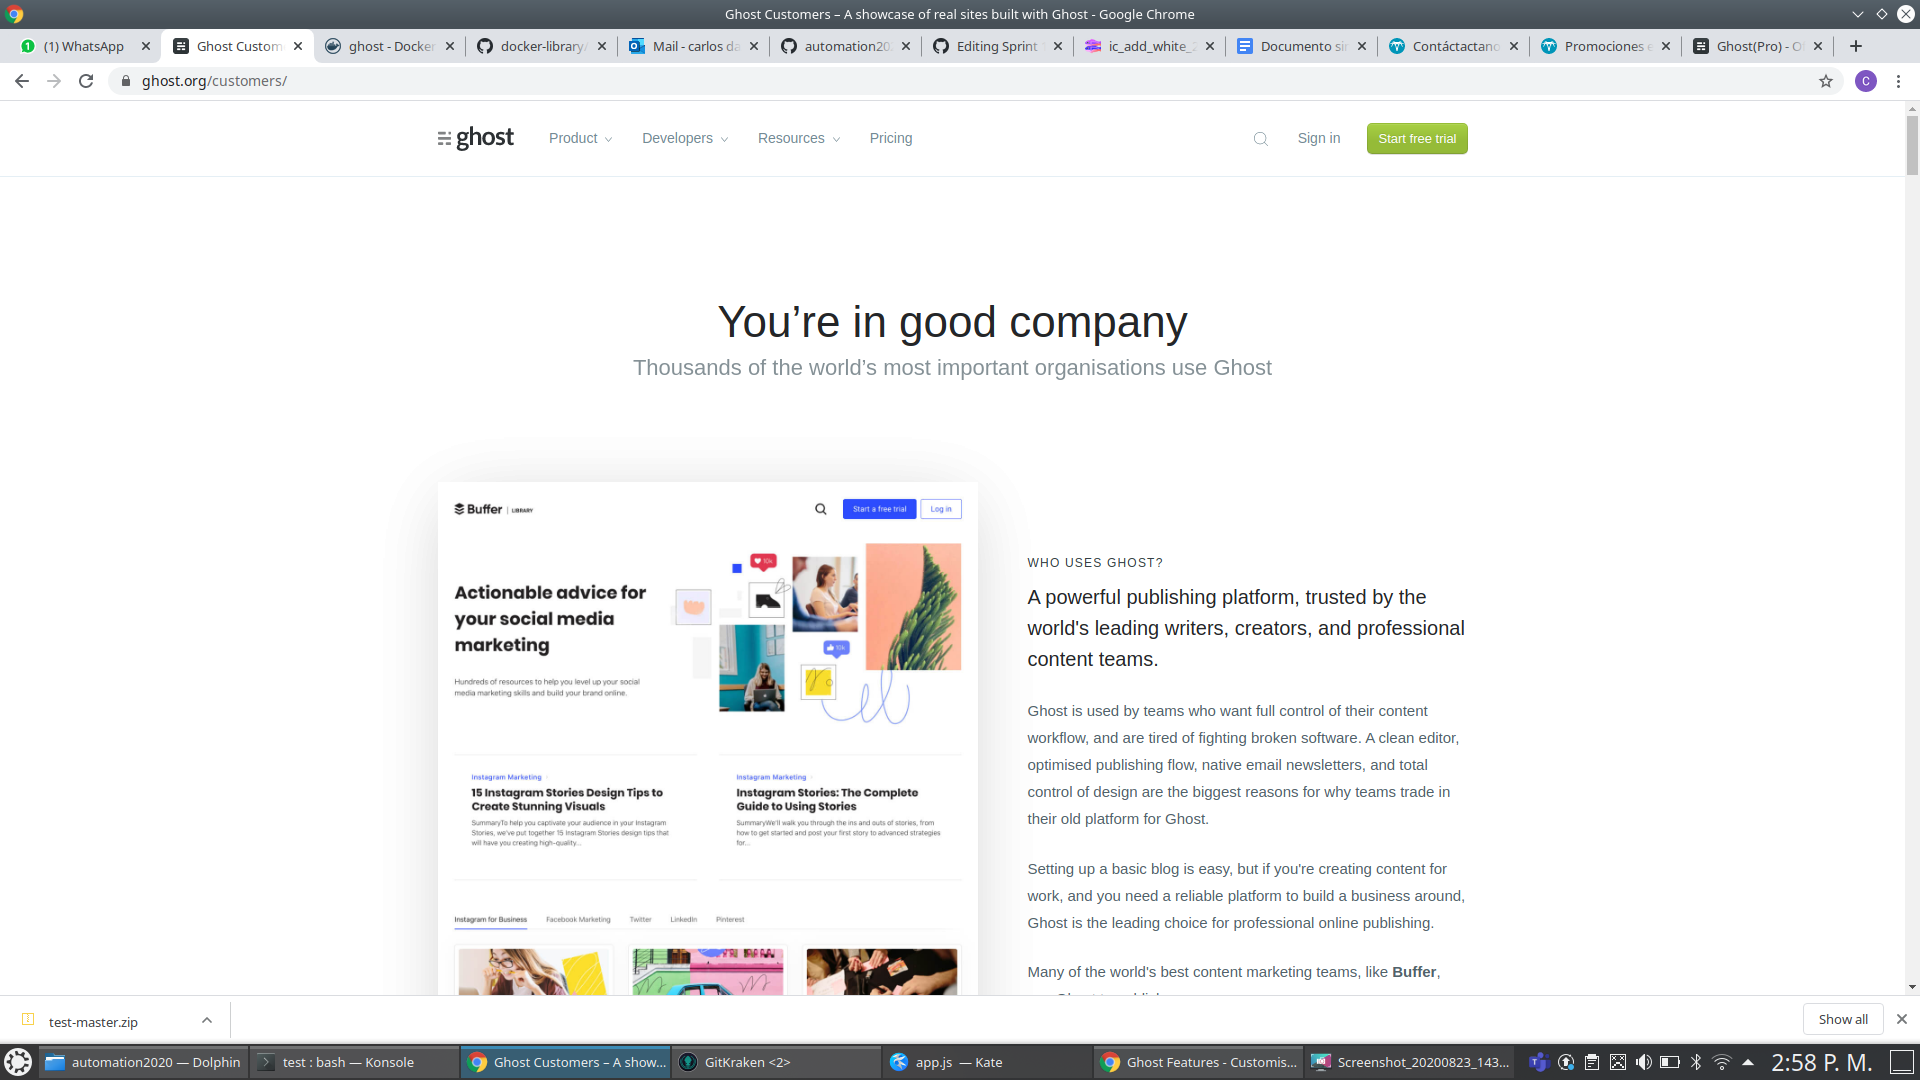 Ghost Customers – A showcase of real sites built with Ghost - Google Chrome
(1) WhatsApp
Ghost Custom
ghost - Docker
docker-library/
Mail - carlos da
automation202
Editing Sprint
ic_add_white_2
Documento sin
Contáctactano
Promociones e
Ghost(Pro) - O
ghost.org/customers/
C
ghost
Product
Developers
Resources
Pricing
Sign in
Start free trial
You’re in good company
Thousands of the world’s most important organisations use Ghost
Buffer | LIBRARY
Start a free trial
Log in
Actionable advice for
your social media
marketing
Hundreds of resources to help you level up your social
media marketing skills and build your brand online.
10k
10k
Instagram Marketing
15 Instagram Stories Design Tips to
Create Stunning Visuals
SummaryTo help you captivate your audience in your Instagram
Stories, we've put together 15 Instagram Stories design tips that
will have you creating high-quality...
Instagram Marketing
Instagram Stories: The Complete
Guide to Using Stories
SummaryWe'll walk you through the ins and outs of stories, from
how to get started and post your first story to advanced strategies
for...
Instagram for Business
Facebook Marketing
Twitter
LinkedIn
Pinterest
WHO USES GHOST?
A powerful publishing platform, trusted by the
world's leading writers, creators, and professional
content teams.
Ghost is used by teams who want full control of their content
workflow, and are tired of fighting broken software. A clean editor,
optimised publishing flow, native email newsletters, and total
control of design are the biggest reasons for why teams trade in
their old platform for Ghost.
Setting up a basic blog is easy, but if you're creating content for
work, and you need a reliable platform to build a business around,
Ghost is the leading choice for professional online publishing.
Many of the world's best content marketing teams, like Buffer,
test-master.zip
Show all
automation2020 — Dolphin
test : bash — Konsole
Ghost Customers – A show...
GitKraken <2>
app.js — Kate
Ghost Features - Customis...
Screenshot_20200823_143...
2:58 P. M.